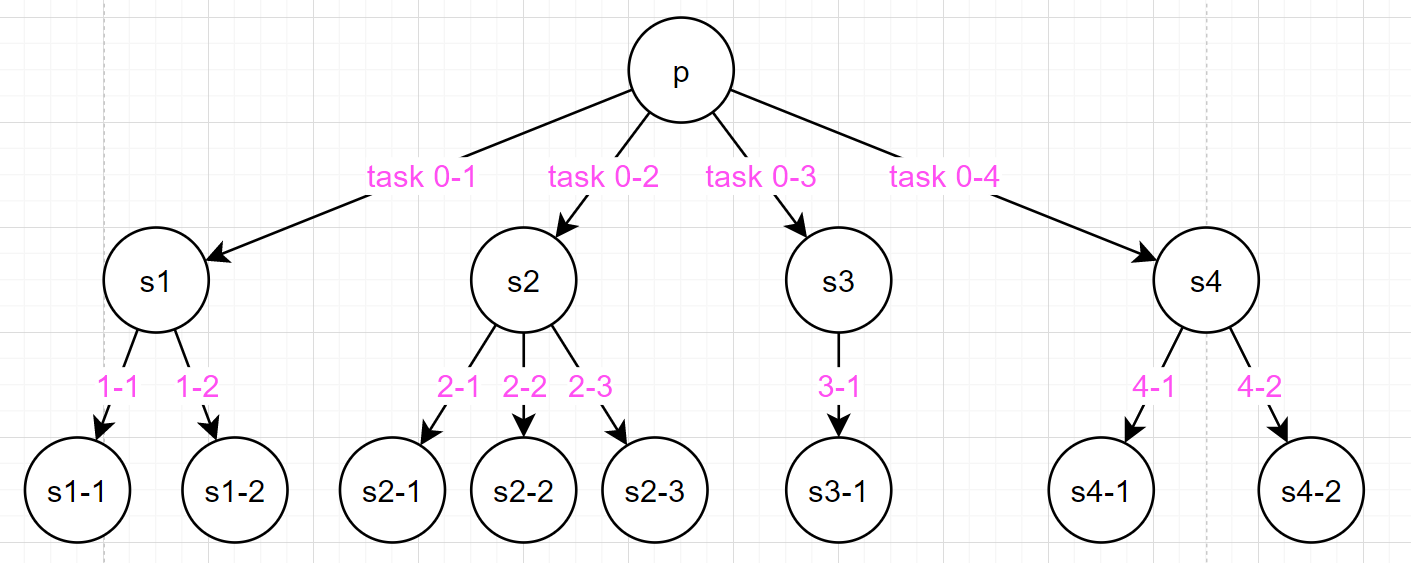 p
task 0-1
task 0-2
task 0-3
task 0-4
s1
s2
s3
s4
1-1
1-2
2-1
2-2
2-3
3-1
4-1
4-2
s1-1
s1-2
s2-1
s2-2
s2-3
s3-1
s4-1
s4-2